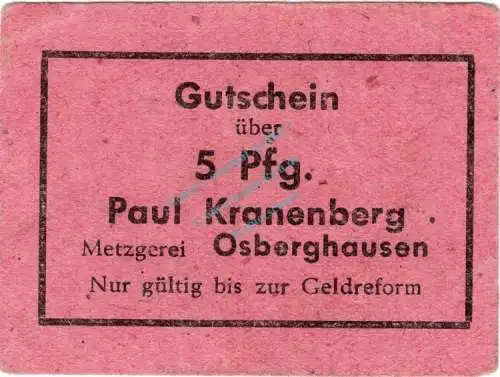 Gutschein
über
5 Pfg.
Paul Kranenberg
Metzgerei Osberghausen
Nur gültig bis zur Geldreform